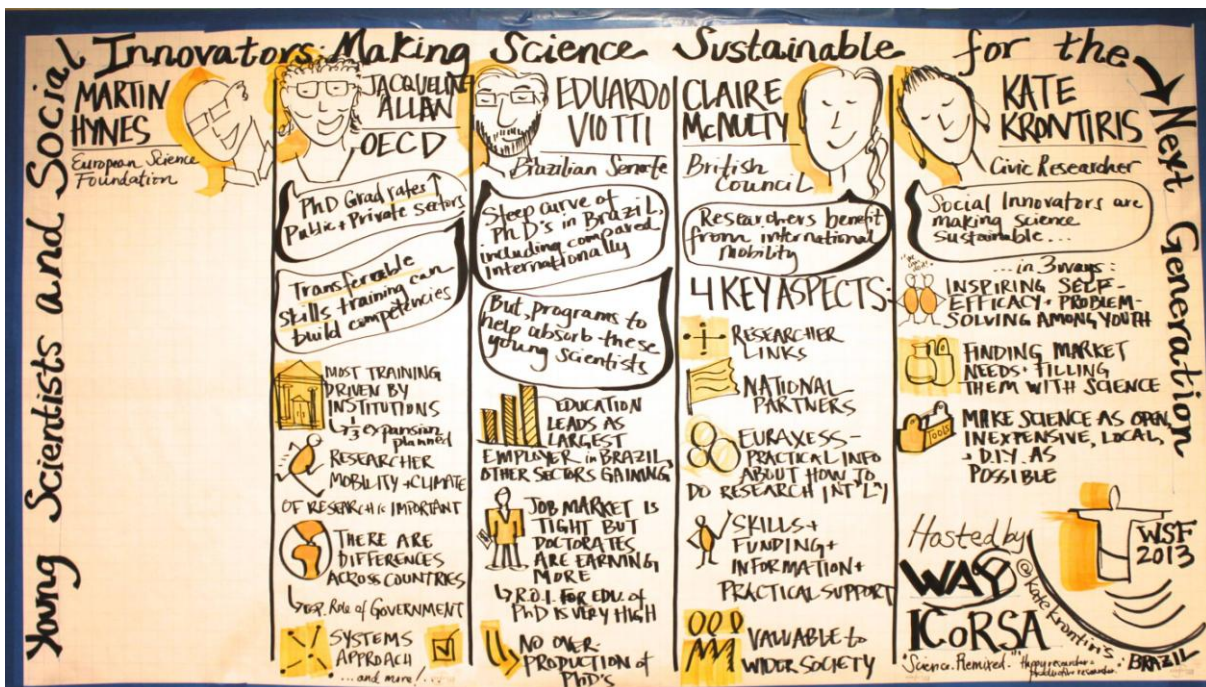 Young Scientists and Social
Innovators: Making Science Sustainable for the
Next Generation
MARTIN
HYNES
European Science
Foundation
JACQUELINE
ALLAN
OECD
PhD Grad rates ↑
Public + Private Sectors
Transferable
skills training can
build competencies
MOST TRAINING
DRIVEN BY
INSTITUTIONS
↳ 1/3 expansion
planned
RESEARCHER
MOBILITY + CLIMATE
OF RESEARCH is IMPORTANT
THERE ARE
DIFFERENCES
ACROSS COUNTRIES
↳ esp. Role of GOVERNMENT
SYSTEMS
APPROACH
...and more!...
EDUARDO
VIOTTI
Brazilian Senate
Steep curve of
PhD's in BRAZIL,
including compared
Internationally
But, programs to
help absorb these
young scientists
EDUCATION
LEADS AS
LARGEST
EMPLOYER in BRAZIL,
OTHER SECTORS GAINING
JOB MARKET IS
TIGHT BUT
DOCTORATES
ARE EARNING
MORE
↳ R.O.I. FOR EDU. of
PhD IS VERY HIGH
NO OVER-
PRODUCTION of
PhD's
CLAIRE
McNULTY
British
Council
Researchers benefit
from international
mobility
4 KEY ASPECTS:
RESEARCHER
LINKS
NATIONAL
PARTNERS
EURAXESS -
PRACTICAL INFO
ABOUT HOW TO
DO RESEARCH INT'L'Y
SKILLS +
FUNDING +
INFORMATION +
PRACTICAL SUPPORT
VALUABLE to
WIDER SOCIETY
KATE
KRONTIRIS
Civic Researcher
Social Innovators are
making science
sustainable...
...in 3 ways:
INSPIRING SELF-
EFFICACY + PROBLEM-
SOLVING AMONG YOUTH
FINDING MARKET
NEEDS + FILLING
THEM WITH SCIENCE
TOOLS
MAKE SCIENCE AS OPEN,
INEXPENSIVE, LOCAL,
+ D.I.Y. AS
POSSIBLE
Hosted by
WAYS
ICoRSA
"Science. Remixed."
WSF
2013
@KateKrontiris
BRAZIL